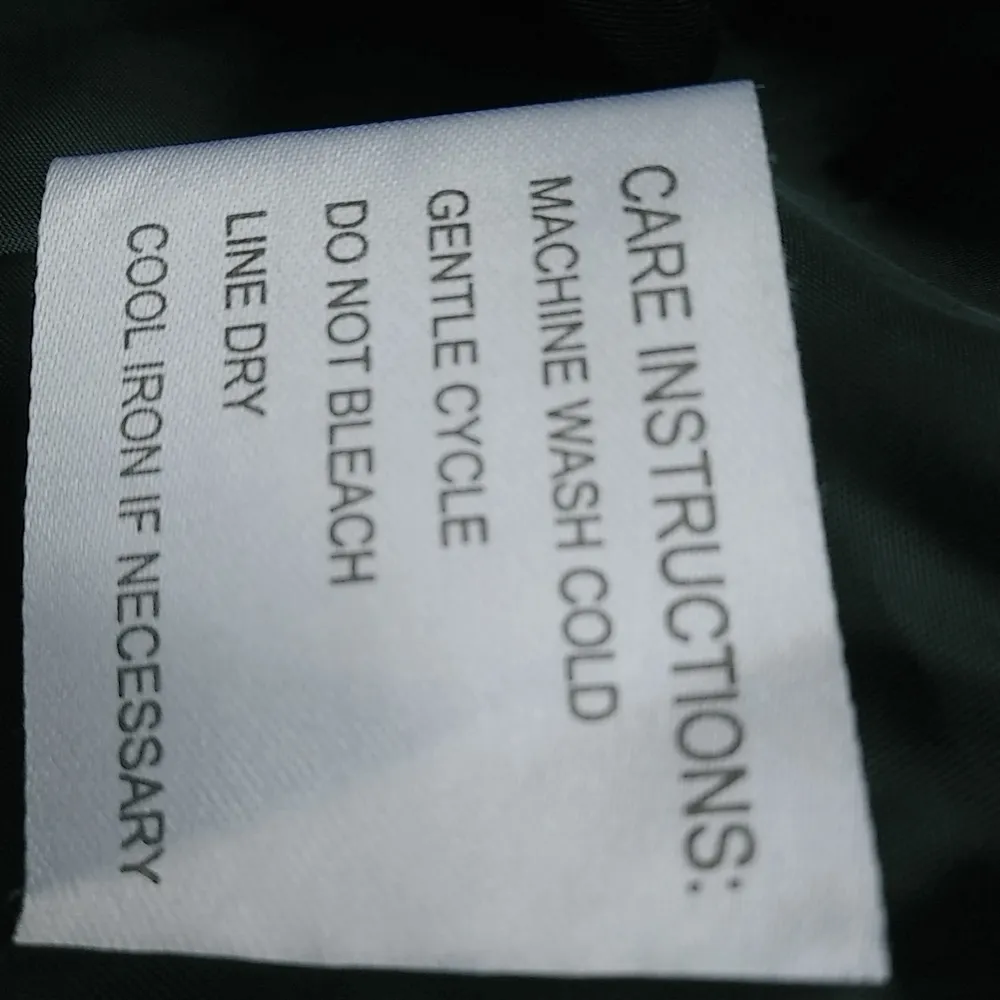 CARE INSTRUCTIONS:
MACHINE WASH COLD
GENTLE CYCLE
DO NOT BLEACH
LINE DRY
COOL IRON IF NECESSARY